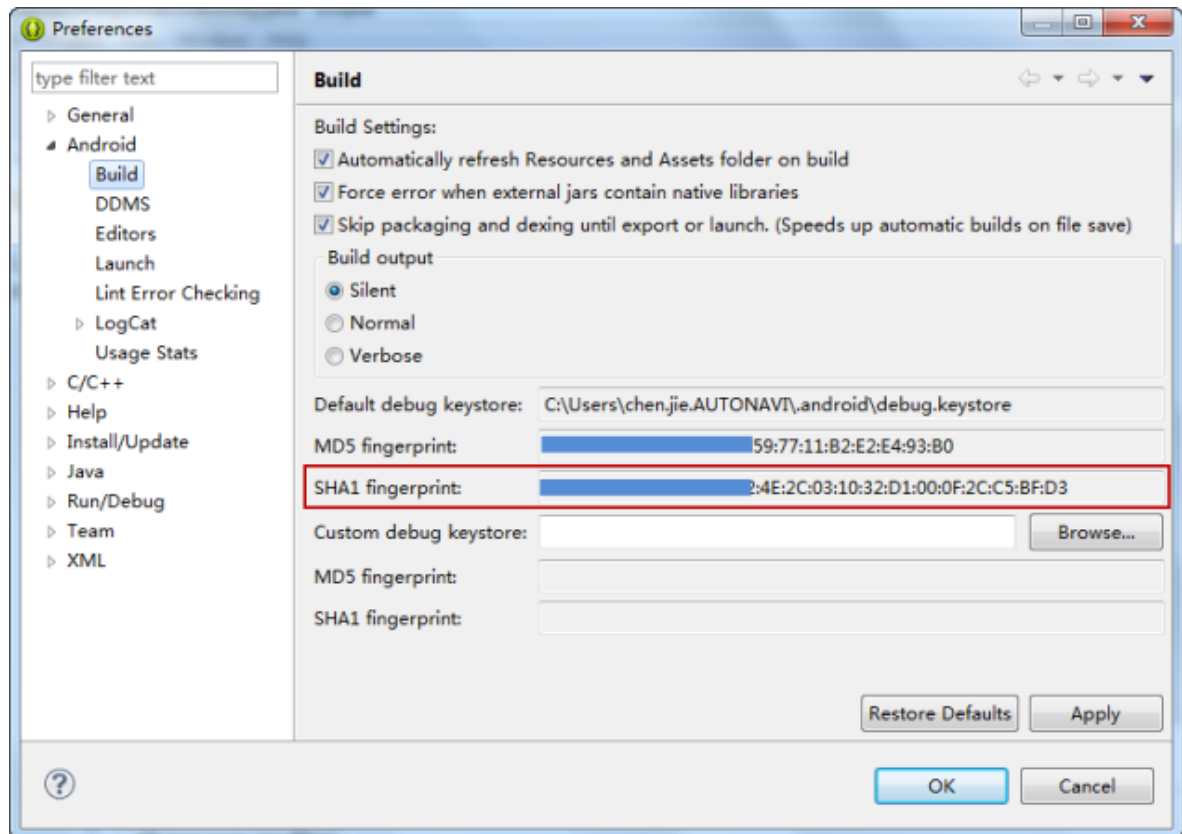 Preferences
type filter text
General
Android
Build
DDMS
Editors
Launch
Lint Error Checking
LogCat
Usage Stats
C/C++
Help
Install/Update
Java
Run/Debug
Team
XML
Build
Build Settings:
Automatically refresh Resources and Assets folder on build
Force error when external jars contain native libraries
Skip packaging and dexing until export or launch. (Speeds up automatic builds on file save)
Build output
Silent
Normal
Verbose
Default debug keystore: C:\Users\chen.jie.AUTONAVI\.android\debug.keystore
MD5 fingerprint: 59:77:11:B2:E2:E4:93:B0
SHA1 fingerprint: 2:4E:2C:03:10:32:D1:00:0F:2C:C5:BF:D3
Custom debug keystore: Browse...
MD5 fingerprint:
SHA1 fingerprint:
Restore Defaults Apply
? OK Cancel